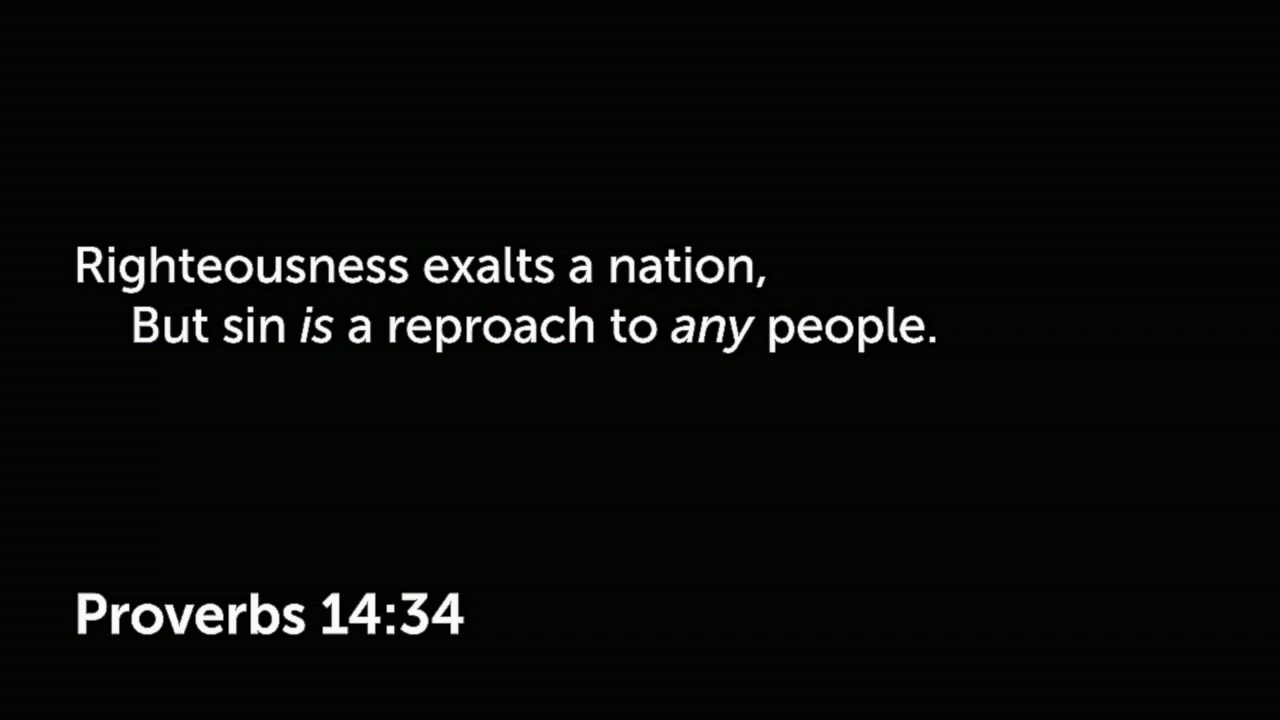 Righteousness exalts a nation,
But sin is a reproach to any people.
Proverbs 14:34